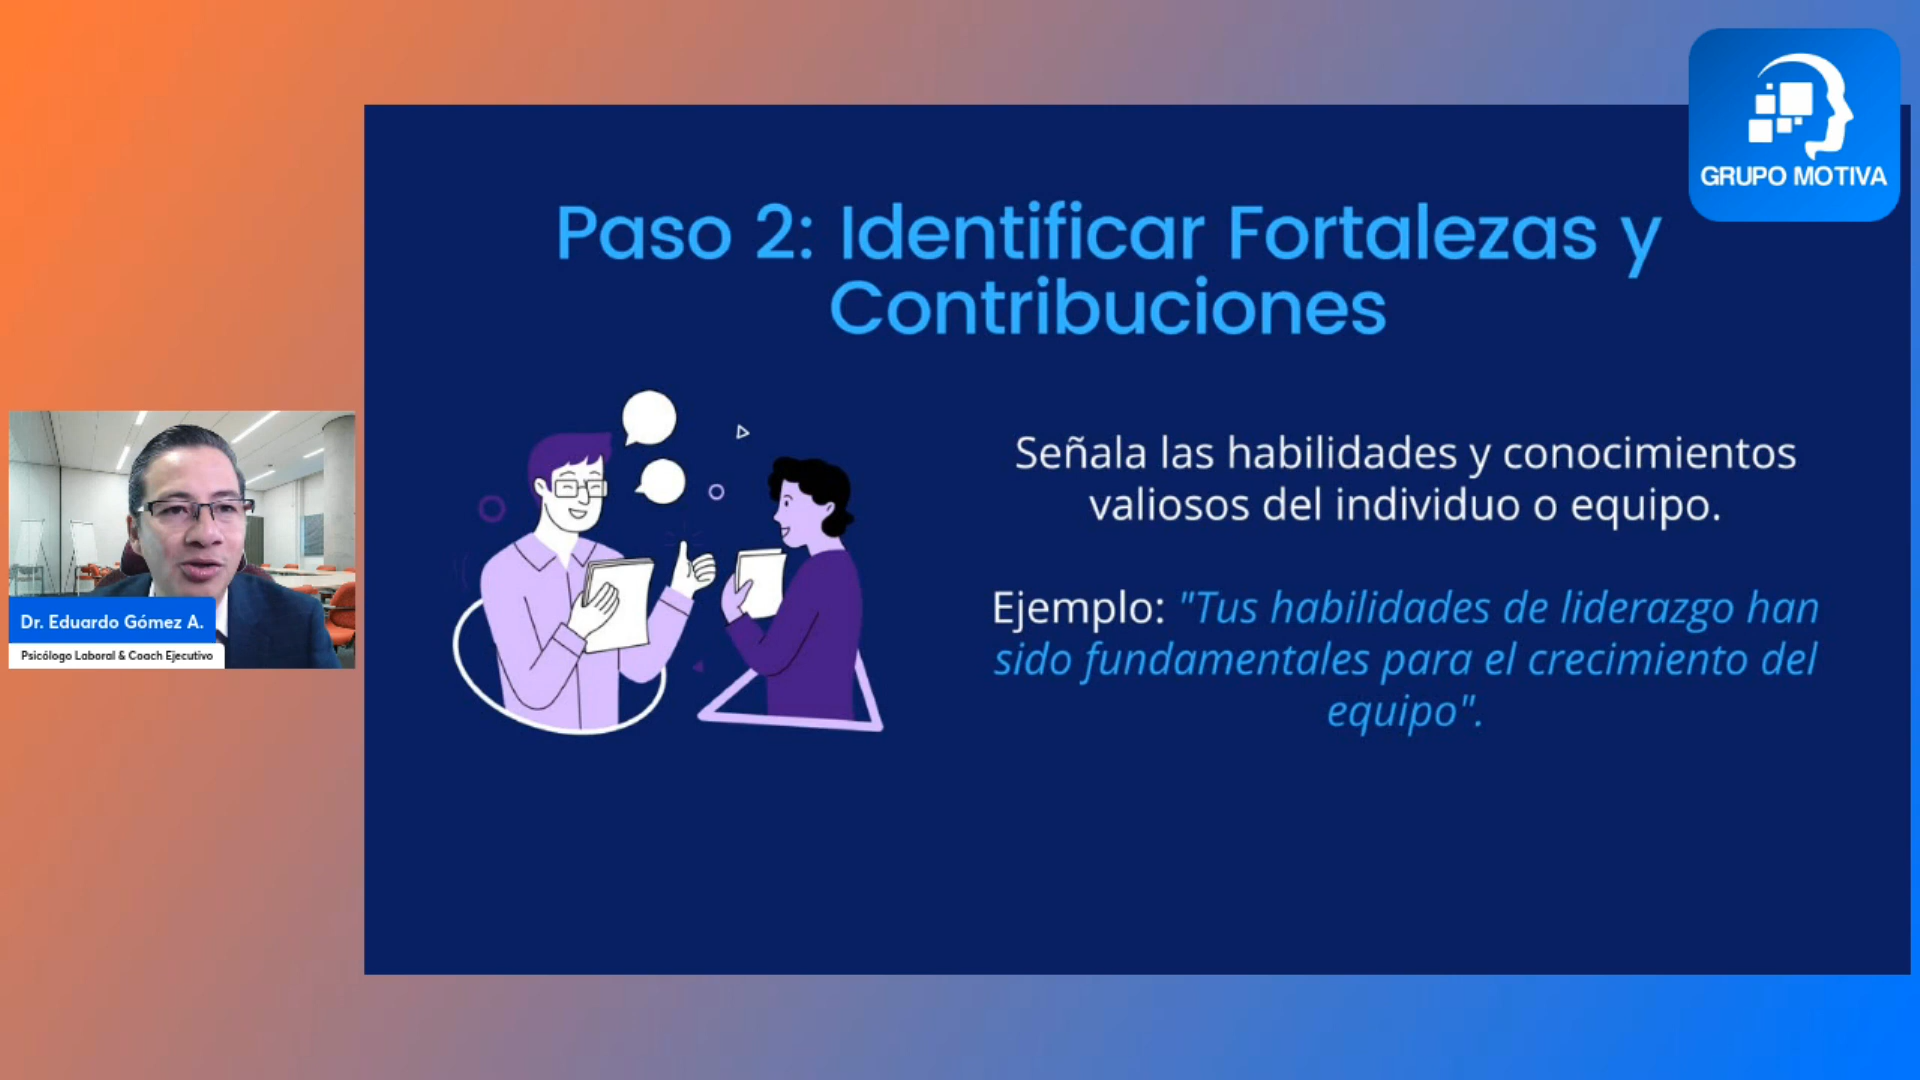 GRUPO MOTIVA
Paso 2: Identificar Fortalezas y
Contribuciones
Señala las habilidades y conocimientos
valiosos del individuo o equipo.
Ejemplo: "Tus habilidades de liderazgo han
sido fundamentales para el crecimiento del
equipo".
Dr. Eduardo Gómez A.
Psicólogo Laboral & Coach Ejecutivo